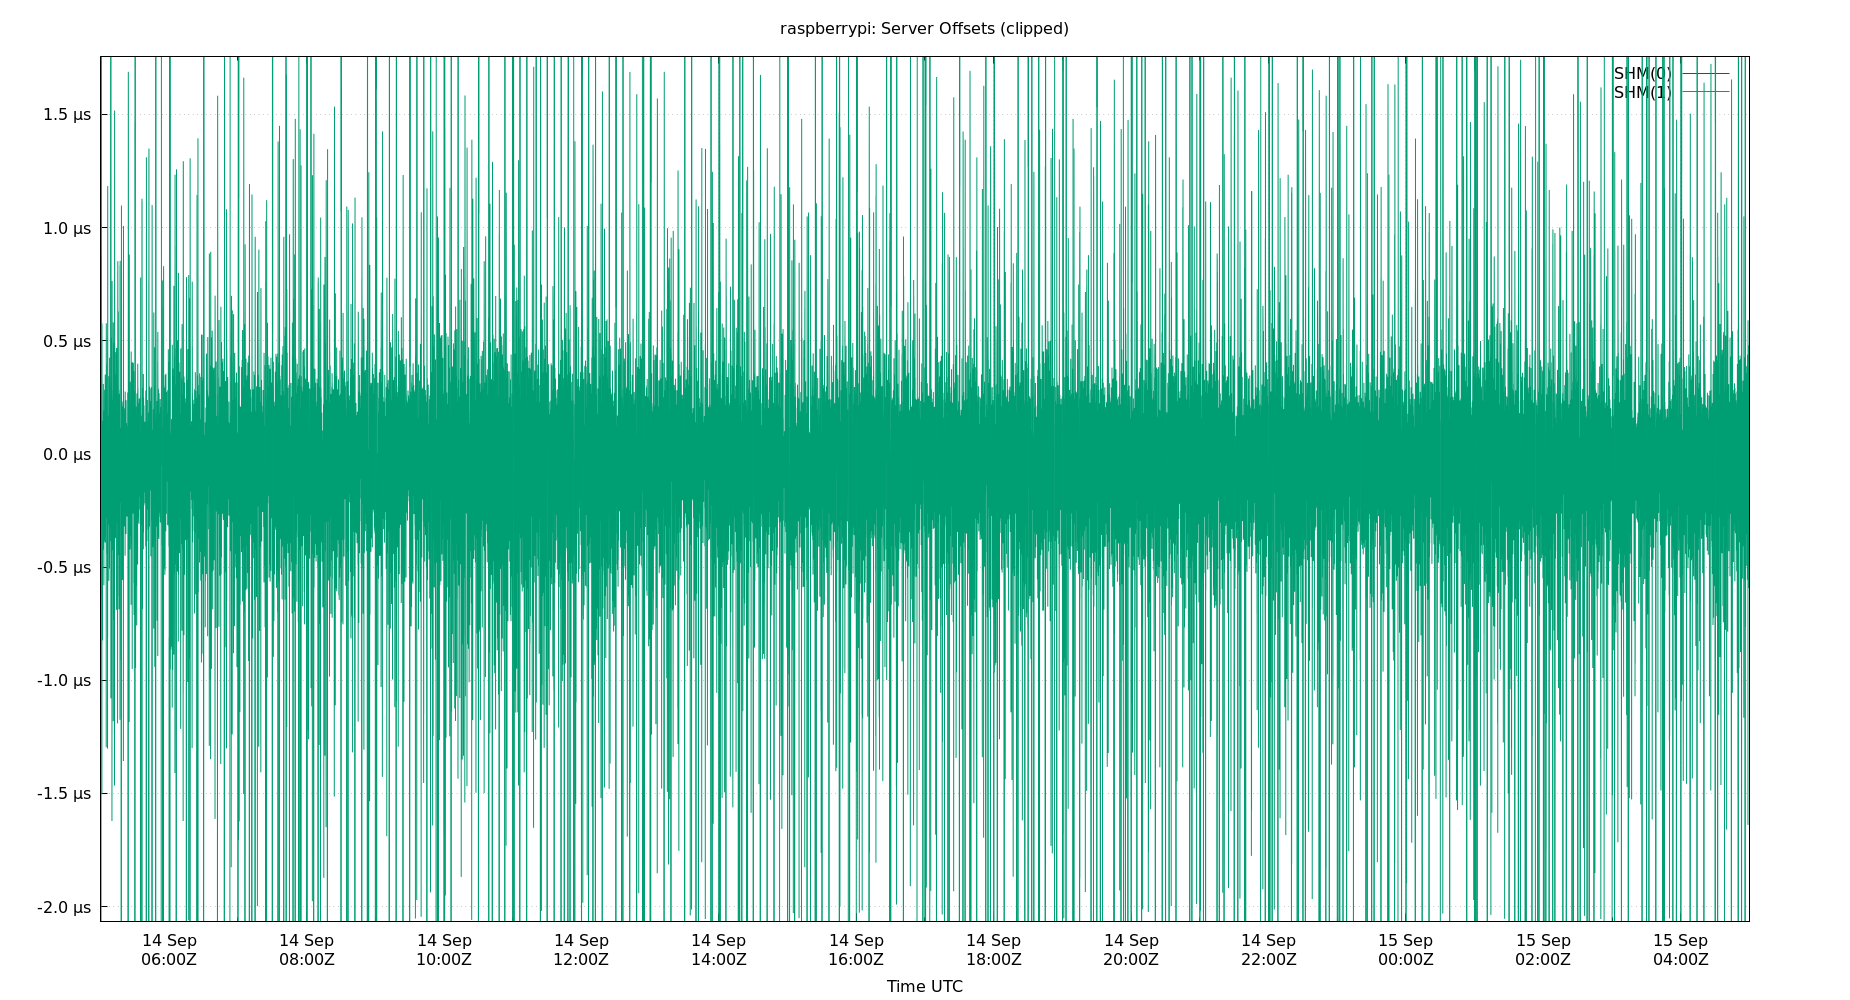 raspberrypi: Server Offsets (clipped)
SHM(0)
SHM(1)
1.5 µs
1.0 µs
0.5 µs
0.0 µs
-0.5 µs
-1.0 µs
-1.5 µs
-2.0 µs
14 Sep 14 Sep 14 Sep 14 Sep 14 Sep 14 Sep 14 Sep 14 Sep 14 Sep 15 Sep 15 Sep 15 Sep
06:00Z 08:00Z 10:00Z 12:00Z 14:00Z 16:00Z 18:00Z 20:00Z 22:00Z 00:00Z 02:00Z 04:00Z
Time UTC